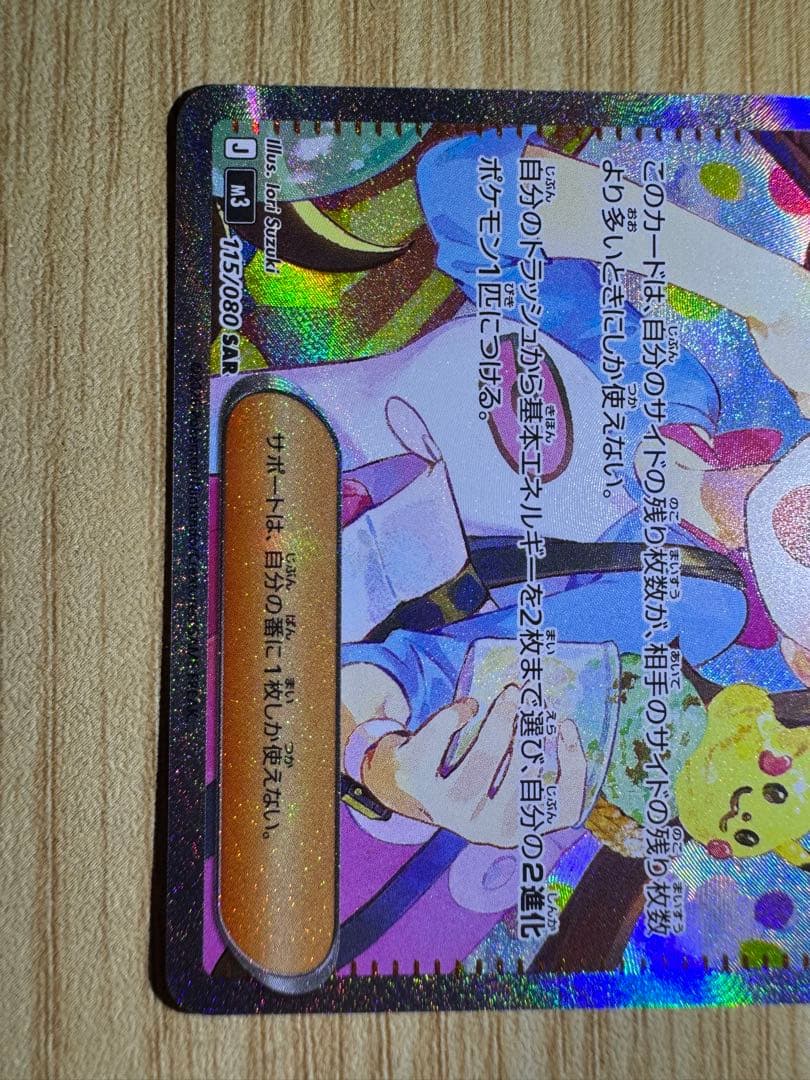 このカードは、自分のサイドの残り枚数が、相手のサイドの残り枚数
より多いときにしか使えない。
自分のトラッシュから基本エネルギーを2枚まで選び、自分の2進化
ポケモン1匹につける。
サポートは、自分の番に1枚しか使えない。
Illus. Iori Suzuki
J M3 115/080 SAR